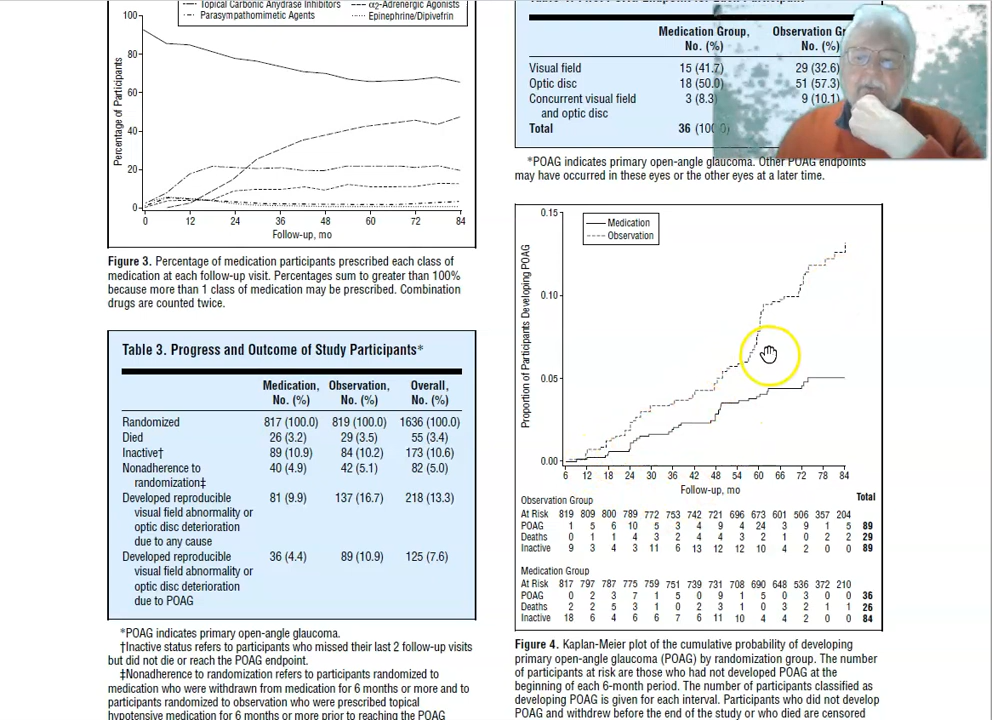 Topical Carbonic Anydrase Inhibitors
α2-Adrenergic Agonists
Parasympathomimetic Agents
Epinephrine/Dipivefrin
100
80
60
40
20
0
Percentage of Participants
0 12 24 36 48 60 72 84
Follow-up, mo
Figure 3. Percentage of medication participants prescribed each class of
medication at each follow-up visit. Percentages sum to greater than 100%
because more than 1 class of medication may be prescribed. Combination
drugs are counted twice.
Table 3. Progress and Outcome of Study Participants*
Medication, Observation, Overall,
No. (%) No. (%) No. (%)
Randomized 817 (100.0) 819 (100.0) 1636 (100.0)
Died 26 (3.2) 29 (3.5) 55 (3.4)
Inactive† 89 (10.9) 84 (10.2) 173 (10.6)
Nonadherence to 40 (4.9) 42 (5.1) 82 (5.0)
randomization‡
Developed reproducible 81 (9.9) 137 (16.7) 218 (13.3)
visual field abnormality or
optic disc deterioration
due to any cause
Developed reproducible 36 (4.4) 89 (10.9) 125 (7.6)
visual field abnormality or
optic disc deterioration
due to POAG
*POAG indicates primary open-angle glaucoma.
†Inactive status refers to participants who missed their last 2 follow-up visits
but did not die or reach the POAG endpoint.
‡Nonadherence to randomization refers to participants randomized to
medication who were withdrawn from medication for 6 months or more and to
participants randomized to observation who were prescribed topical
hypotensive medication for 6 months or more prior to reaching the POAG
Medication Group, Observation
No. (%) No. (%)
Visual field 15 (41.7) 29 (32.6)
Optic disc 18 (50.0) 51 (57.3)
Concurrent visual field 3 (8.3) 9 (10.1)
and optic disc
Total 36 (100.0)
*POAG indicates primary open-angle glaucoma. Other POAG endpoints
may have occurred in these eyes or the other eyes at a later time.
0.15
0.10
0.05
0.00
Proportion of Participants Developing POAG
Medication
Observation
6 12 18 24 30 36 42 48 54 60 66 72 78 84
Follow-up, mo
Total
Observation Group
At Risk 819 809 800 789 772 753 742 721 696 673 601 506 357 204
POAG 1 5 6 10 5 3 4 9 4 24 3 9 1 5 89
Deaths 0 1 1 4 3 2 4 4 3 2 1 0 2 2 29
Inactive 9 3 4 3 11 6 13 12 12 10 4 2 0 0 89
Medication Group
At Risk 817 797 787 775 759 751 739 731 708 690 648 536 372 210
POAG 0 2 3 7 1 5 0 9 1 5 0 3 0 0 36
Deaths 2 2 5 3 1 0 2 3 1 0 3 2 1 1 26
Inactive 18 6 4 6 6 7 6 11 10 4 4 2 0 0 84
Figure 4. Kaplan-Meier plot of the cumulative probability of developing
primary open-angle glaucoma (POAG) by randomization group. The number
of participants at risk are those who had not developed POAG at the
beginning of each 6-month period. The number of participants classified as
developing POAG is given for each interval. Participants who did not develop
POAG and withdrew before the end of the study or who died are censored